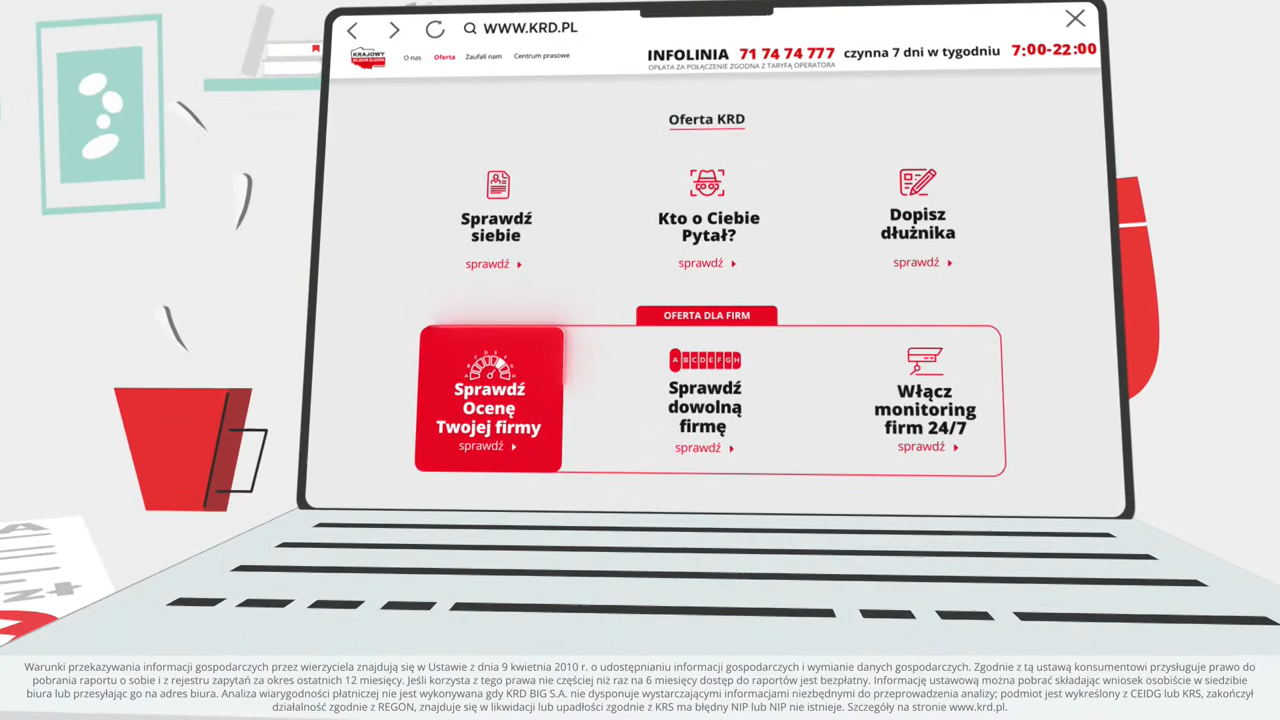 WWW.KRD.PL
KRAJOWY
O nas Oferta Zaufali nam Centrum prasowe
INFOLINIA 71 74 74 777 czynna 7 dni w tygodniu 7:00-22:00
OPŁATA ZA POŁĄCZENIE ZGODNA Z TARYFĄ OPERATORA
Oferta KRD
Sprawdź
siebie
sprawdź
Kto o Ciebie
Pytał?
sprawdź
Dopisz
dłużnika
sprawdź
OFERTA DLA FIRM
A B C D E F G H
Sprawdź
Ocenę
Twojej firmy
sprawdź
A B C D E F G H
Sprawdź
dowolną
firmę
sprawdź
Włącz
monitoring
firm 24/7
sprawdź
Warunki przekazywania informacji gospodarczych przez wierzyciela znajdują się w Ustawie z dnia 9 kwietnia 2010 r. o udostępnianiu informacji gospodarczych i wymianie danych gospodarczych. Zgodnie z tą ustawą konsumentowi przysługuje prawo do
pobrania raportu o sobie i z rejestru zapytań za okres ostatnich 12 miesięcy. Jeśli korzysta z tego prawa nie częściej niż raz na 6 miesięcy dostęp do raportów jest bezpłatny. Informację ustawową można pobrać składając wniosek osobiście w siedzibie
biura lub przesyłając go na adres biura. Analiza wiarygodności płatniczej nie jest wykonywana gdy KRD BIG S.A. nie dysponuje wystarczającymi informacjami niezbędnymi do przeprowadzenia analizy; podmiot jest wykreślony z CEIDG lub KRS, zakończył
działalność zgodnie z REGON, znajduje się w likwidacji lub upadłości zgodnie z KRS ma błędny NIP lub NIP nie istnieje. Szczegóły na stronie www.krd.pl.